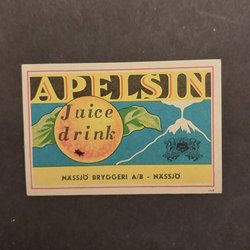 APELSIN
Juice
drink
NÄSSJÖ BRYGGERI A/B - NÄSSJÖ